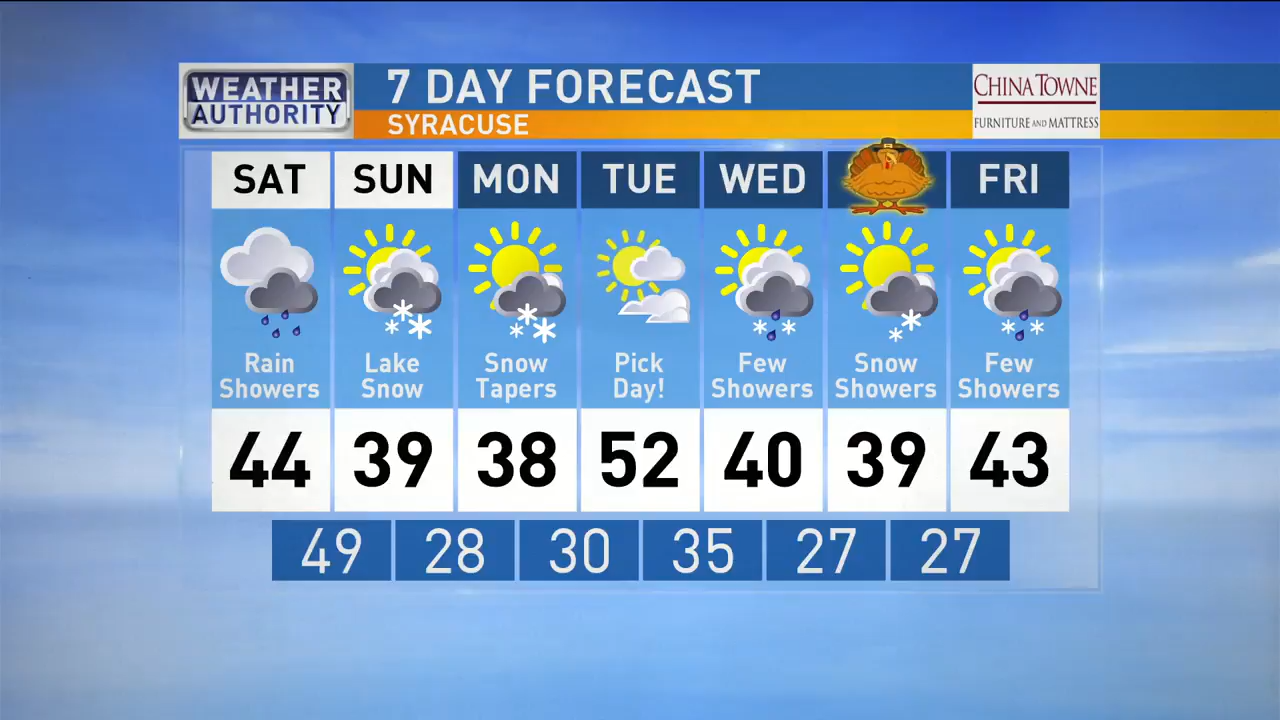 WEATHER
AUTHORITY
7 DAY FORECAST
SYRACUSE
CHINA TOWNE
FURNITURE AND MATTRESS
SAT SUN MON TUE WED FRI
Rain Lake Snow Pick Few Snow Few
Showers Snow Tapers Day! Showers Showers Showers
44 39 38 52 40 39 43
49 28 30 35 27 27